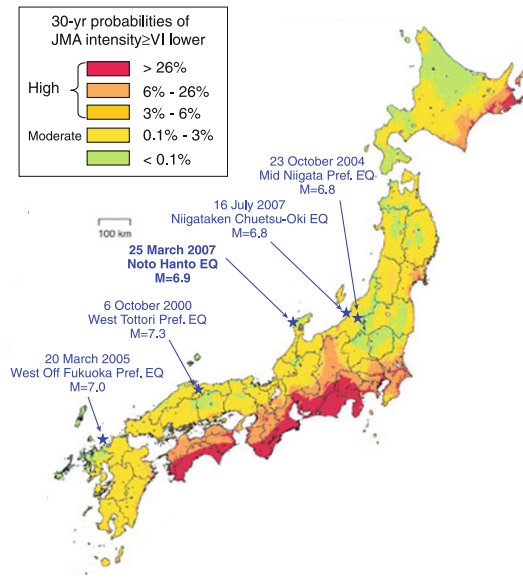 30-yr probabilities of
JMA intensity≥VI lower
High
> 26%
6% - 26%
3% - 6%
Moderate
0.1% - 3%
< 0.1%
100 km
23 October 2004
Mid Niigata Pref. EQ
M=6.8
16 July 2007
Niigataken Chuetsu-Oki EQ
M=6.8
25 March 2007
Noto Hanto EQ
M=6.9
6 October 2000
West Tottori Pref. EQ
M=7.3
20 March 2005
West Off Fukuoka Pref. EQ
M=7.0